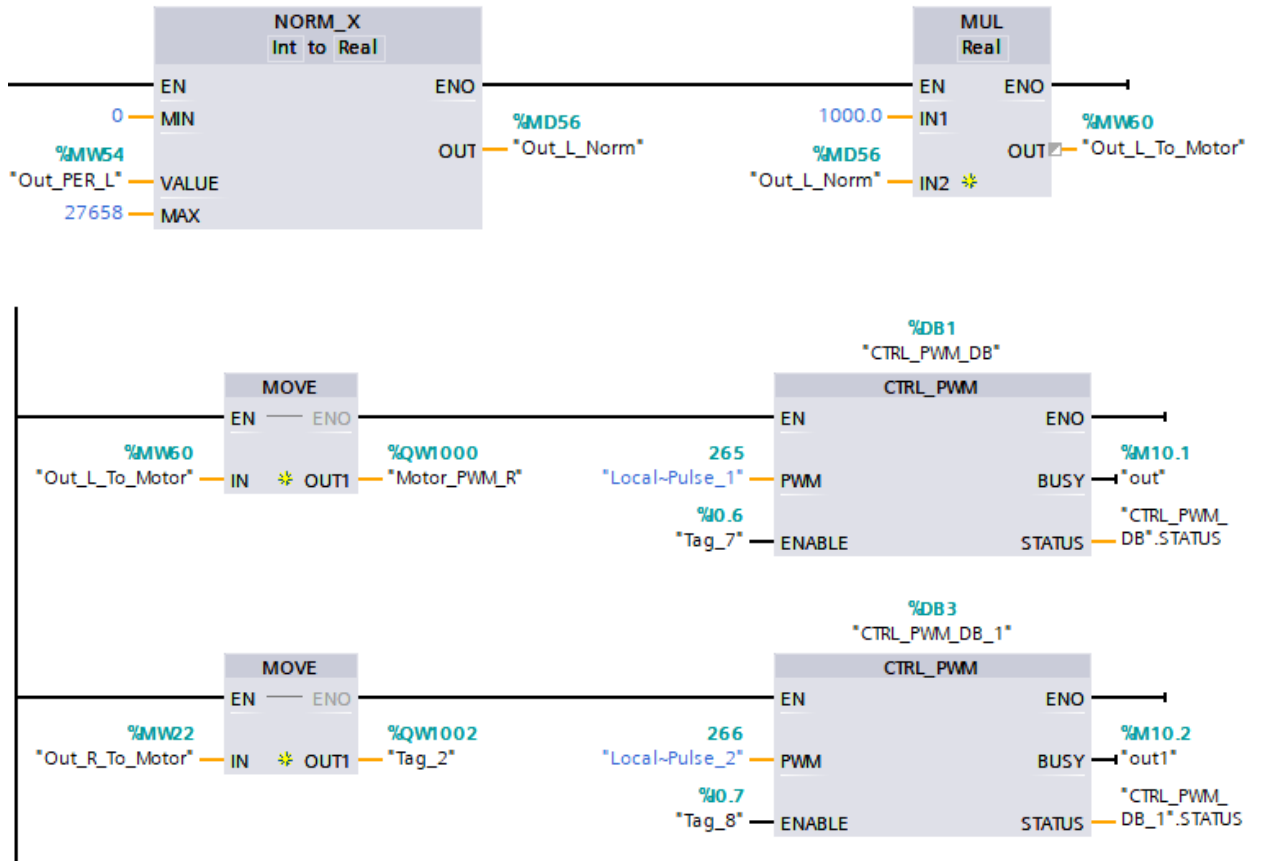 NORM_X
Int to Real
MUL
Real
EN
ENO
EN
ENO
0
MIN
1000.0
IN1
%MD56
"Out_L_Norm"
%MW60
"Out_L_To_Motor"
OUT
OUT
%MW54
"Out_PER_L"
VALUE
%MD56
"Out_L_Norm"
IN2
27658
MAX
%DB1
"CTRL_PWM_DB"
MOVE
CTRL_PWM
EN
ENO
EN
ENO
%MW60
"Out_L_To_Motor"
IN
OUT1
%QW1000
"Motor_PWM_R"
265
"Local~Pulse_1"
PWM
BUSY
%M10.1
"out"
%I0.6
"Tag_7"
ENABLE
STATUS
"CTRL_PWM_
DB".STATUS
%DB3
"CTRL_PWM_DB_1"
MOVE
CTRL_PWM
EN
ENO
EN
ENO
%MW22
"Out_R_To_Motor"
IN
OUT1
%QW1002
"Tag_2"
266
"Local~Pulse_2"
PWM
BUSY
%M10.2
"out1"
%I0.7
"Tag_8"
ENABLE
STATUS
"CTRL_PWM_
DB_1".STATUS